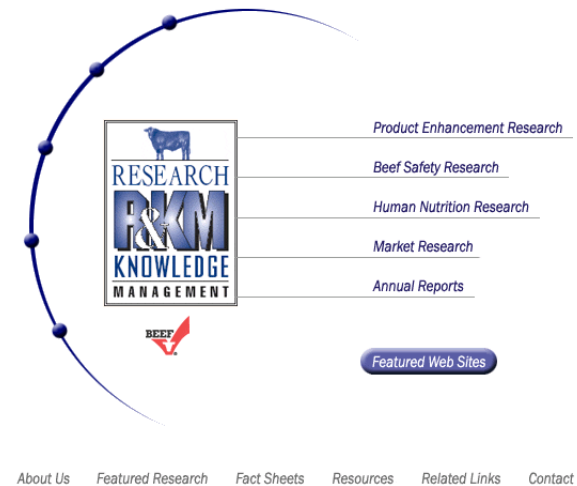 RESEARCH
R&KM
KNOWLEDGE
MANAGEMENT
BEEF
Product Enhancement Research
Beef Safety Research
Human Nutrition Research
Market Research
Annual Reports
Featured Web Sites
About Us Featured Research Fact Sheets Resources Related Links Contact